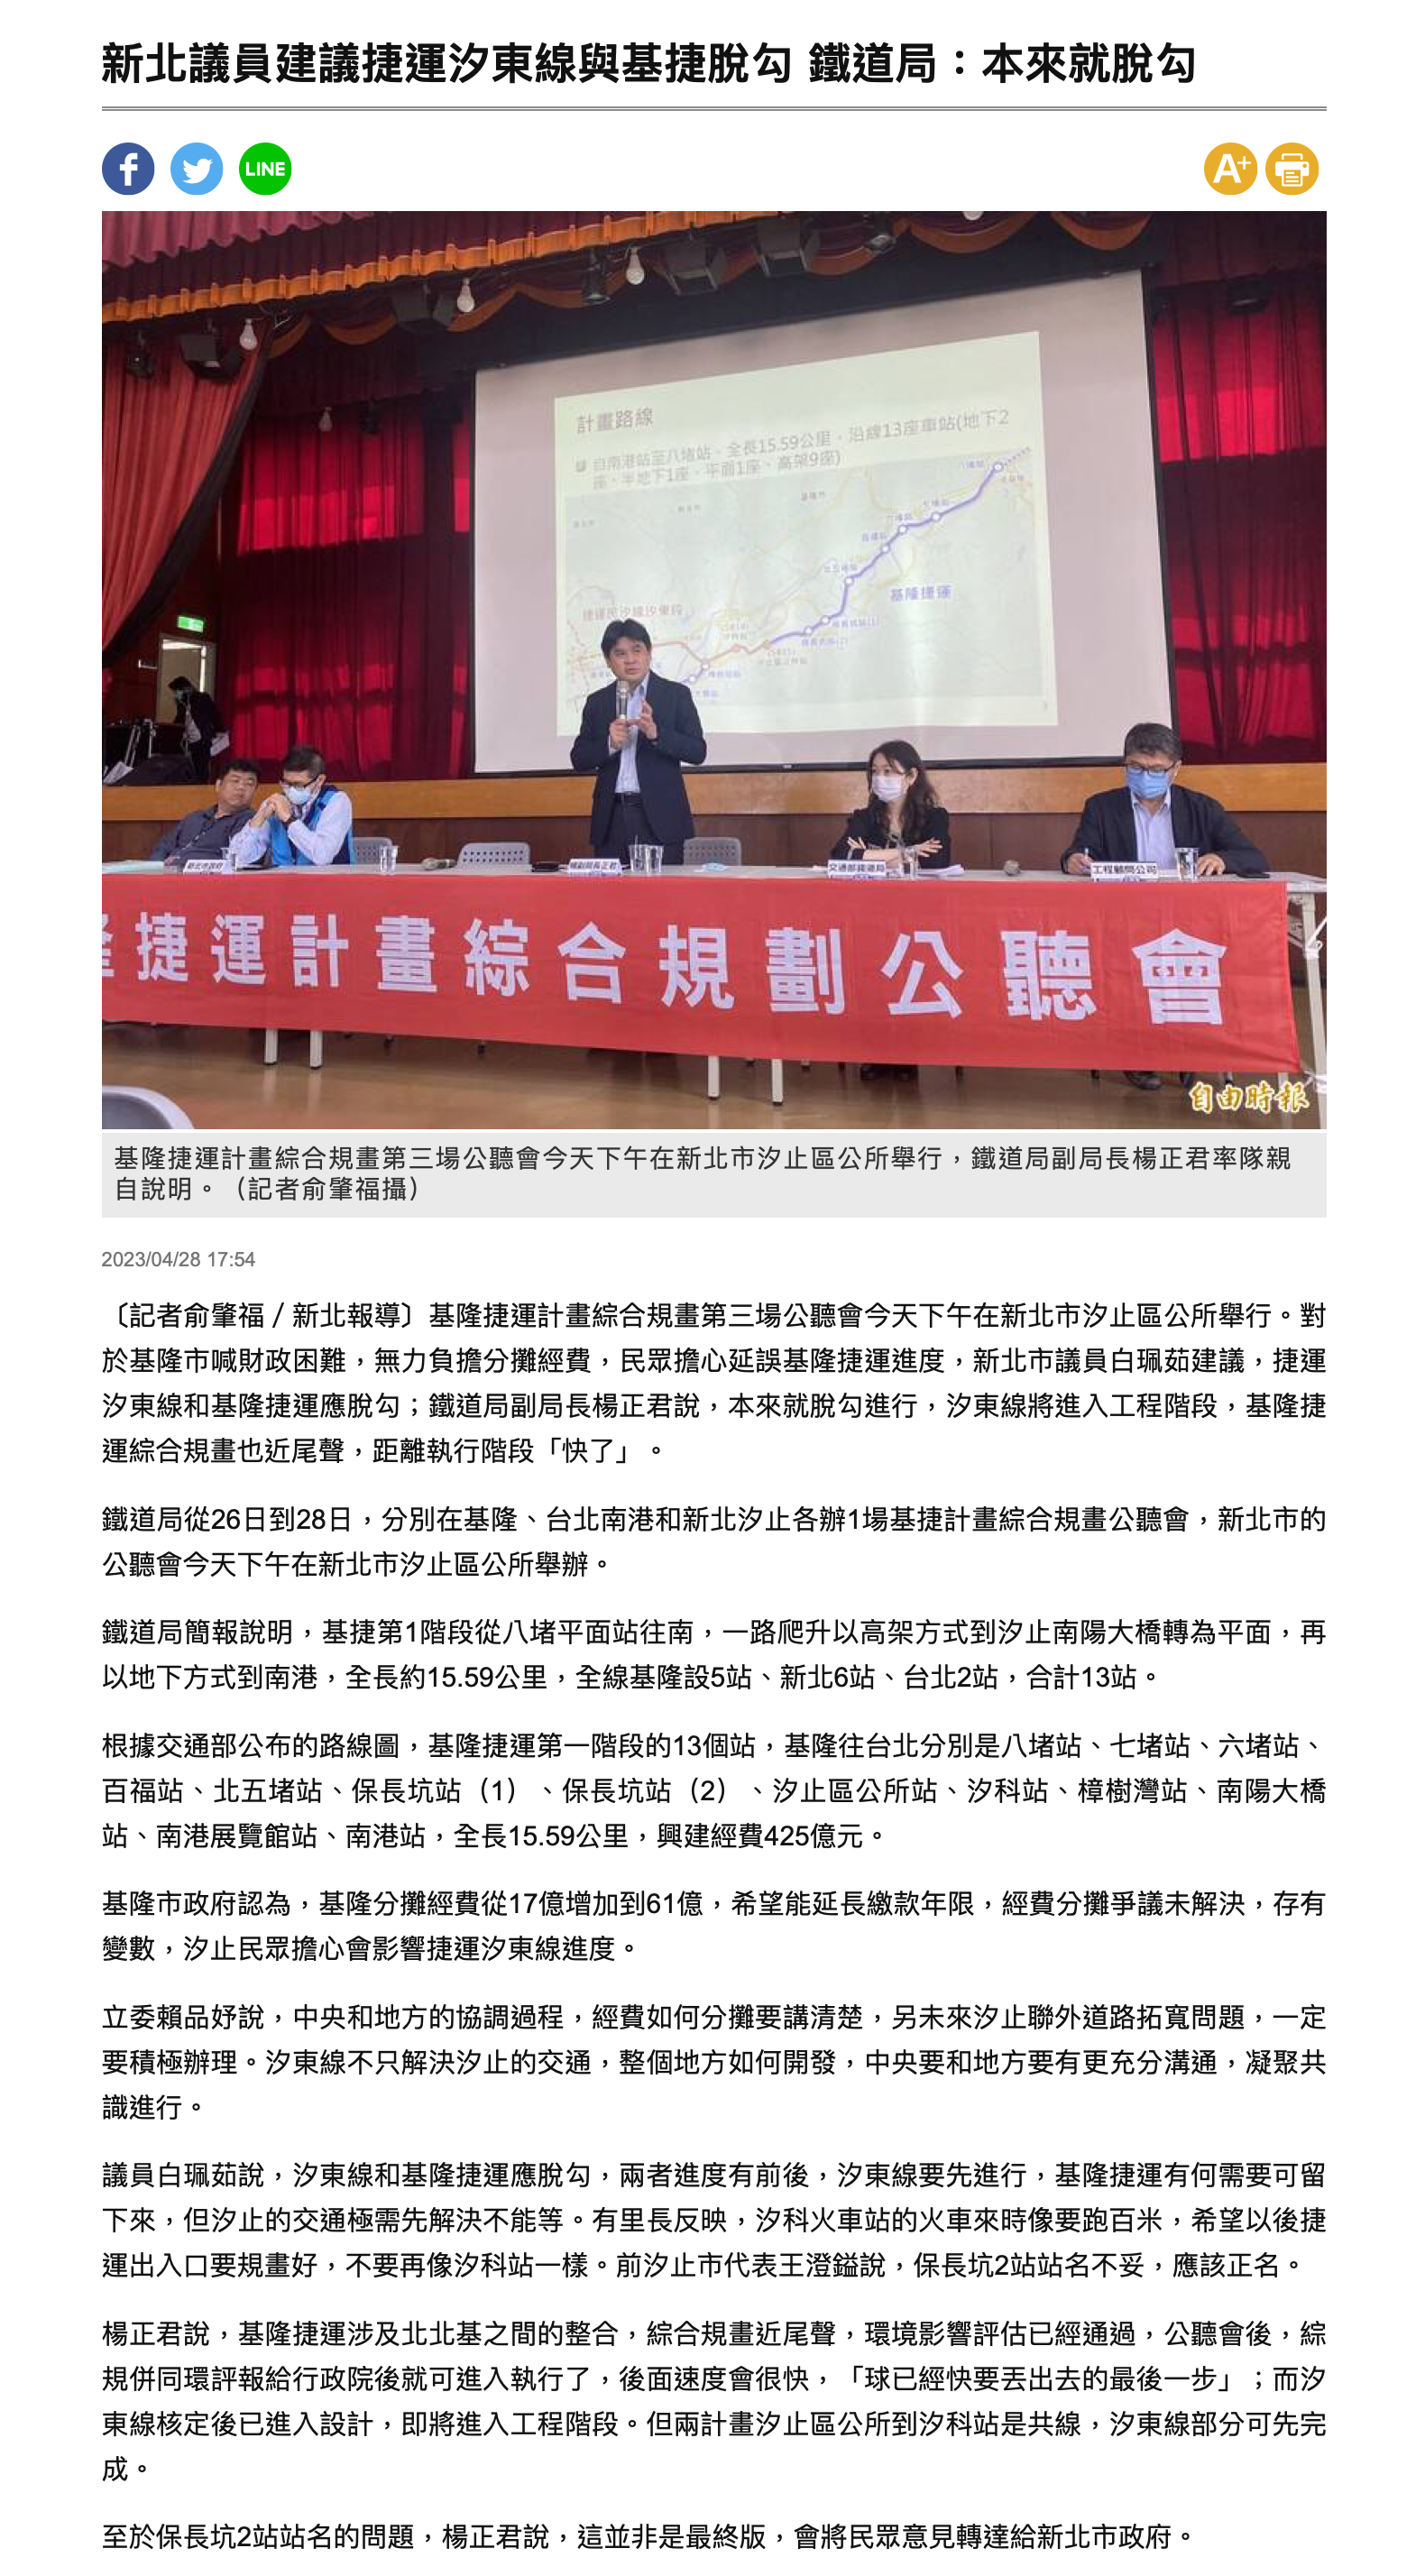 新北議員建議捷運汐東線與基捷脫勾 鐵道局：本來就脫勾
f
LINE
A+
計畫路線
自南港站至八堵站、全長15.59公里，沿線13座車站(地下2
座、半地下1座、平面1座、高架9座)
捷運民汐線汐東段
基隆捷運
新北市政府
楊副局長正君
交通部鐵道局
工程顧問公司
捷運計畫綜合規劃公聽會
自由時報
基隆捷運計畫綜合規畫第三場公聽會今天下午在新北市汐止區公所舉行，鐵道局副局長楊正君率隊親
自說明。（記者俞肇福攝）
2023/04/28 17:54
〔記者俞肇福／新北報導〕基隆捷運計畫綜合規畫第三場公聽會今天下午在新北市汐止區公所舉行。對
於基隆市喊財政困難，無力負擔分攤經費，民眾擔心延誤基隆捷運進度，新北市議員白珮茹建議，捷運
汐東線和基隆捷運應脫勾；鐵道局副局長楊正君說，本來就脫勾進行，汐東線將進入工程階段，基隆捷
運綜合規畫也近尾聲，距離執行階段「快了」。
鐵道局從26日到28日，分別在基隆、台北南港和新北汐止各辦1場基捷計畫綜合規畫公聽會，新北市的
公聽會今天下午在新北市汐止區公所舉辦。
鐵道局簡報說明，基捷第1階段從八堵平面站往南，一路爬升以高架方式到汐止南陽大橋轉為平面，再
以地下方式到南港，全長約15.59公里，全線基隆設5站、新北6站、台北2站，合計13站。
根據交通部公布的路線圖，基隆捷運第一階段的13個站，基隆往台北分別是八堵站、七堵站、六堵站、
百福站、北五堵站、保長坑站（1）、保長坑站（2）、汐止區公所站、汐科站、樟樹灣站、南陽大橋
站、南港展覽館站、南港站，全長15.59公里，興建經費425億元。
基隆市政府認為，基隆分攤經費從17億增加到61億，希望能延長繳款年限，經費分攤爭議未解決，存有
變數，汐止民眾擔心會影響捷運汐東線進度。
立委賴品妤說，中央和地方的協調過程，經費如何分攤要講清楚，另未來汐止聯外道路拓寬問題，一定
要積極辦理。汐東線不只解決汐止的交通，整個地方如何開發，中央要和地方要有更充分溝通，凝聚共
識進行。
議員白珮茹說，汐東線和基隆捷運應脫勾，兩者進度有前後，汐東線要先進行，基隆捷運有何需要可留
下來，但汐止的交通極需先解決不能等。有里長反映，汐科火車站的火車來時像要跑百米，希望以後捷
運出入口要規畫好，不要再像汐科站一樣。前汐止市代表王澄鎰說，保長坑2站站名不妥，應該正名。
楊正君說，基隆捷運涉及北北基之間的整合，綜合規畫近尾聲，環境影響評估已經通過，公聽會後，綜
規併同環評報給行政院後就可進入執行了，後面速度會很快，「球已經快要丟出去的最後一步」；而汐
東線核定後已進入設計，即將進入工程階段。但兩計畫汐止區公所到汐科站是共線，汐東線部分可先完
成。
至於保長坑2站站名的問題，楊正君說，這並非是最終版，會將民眾意見轉達給新北市政府。